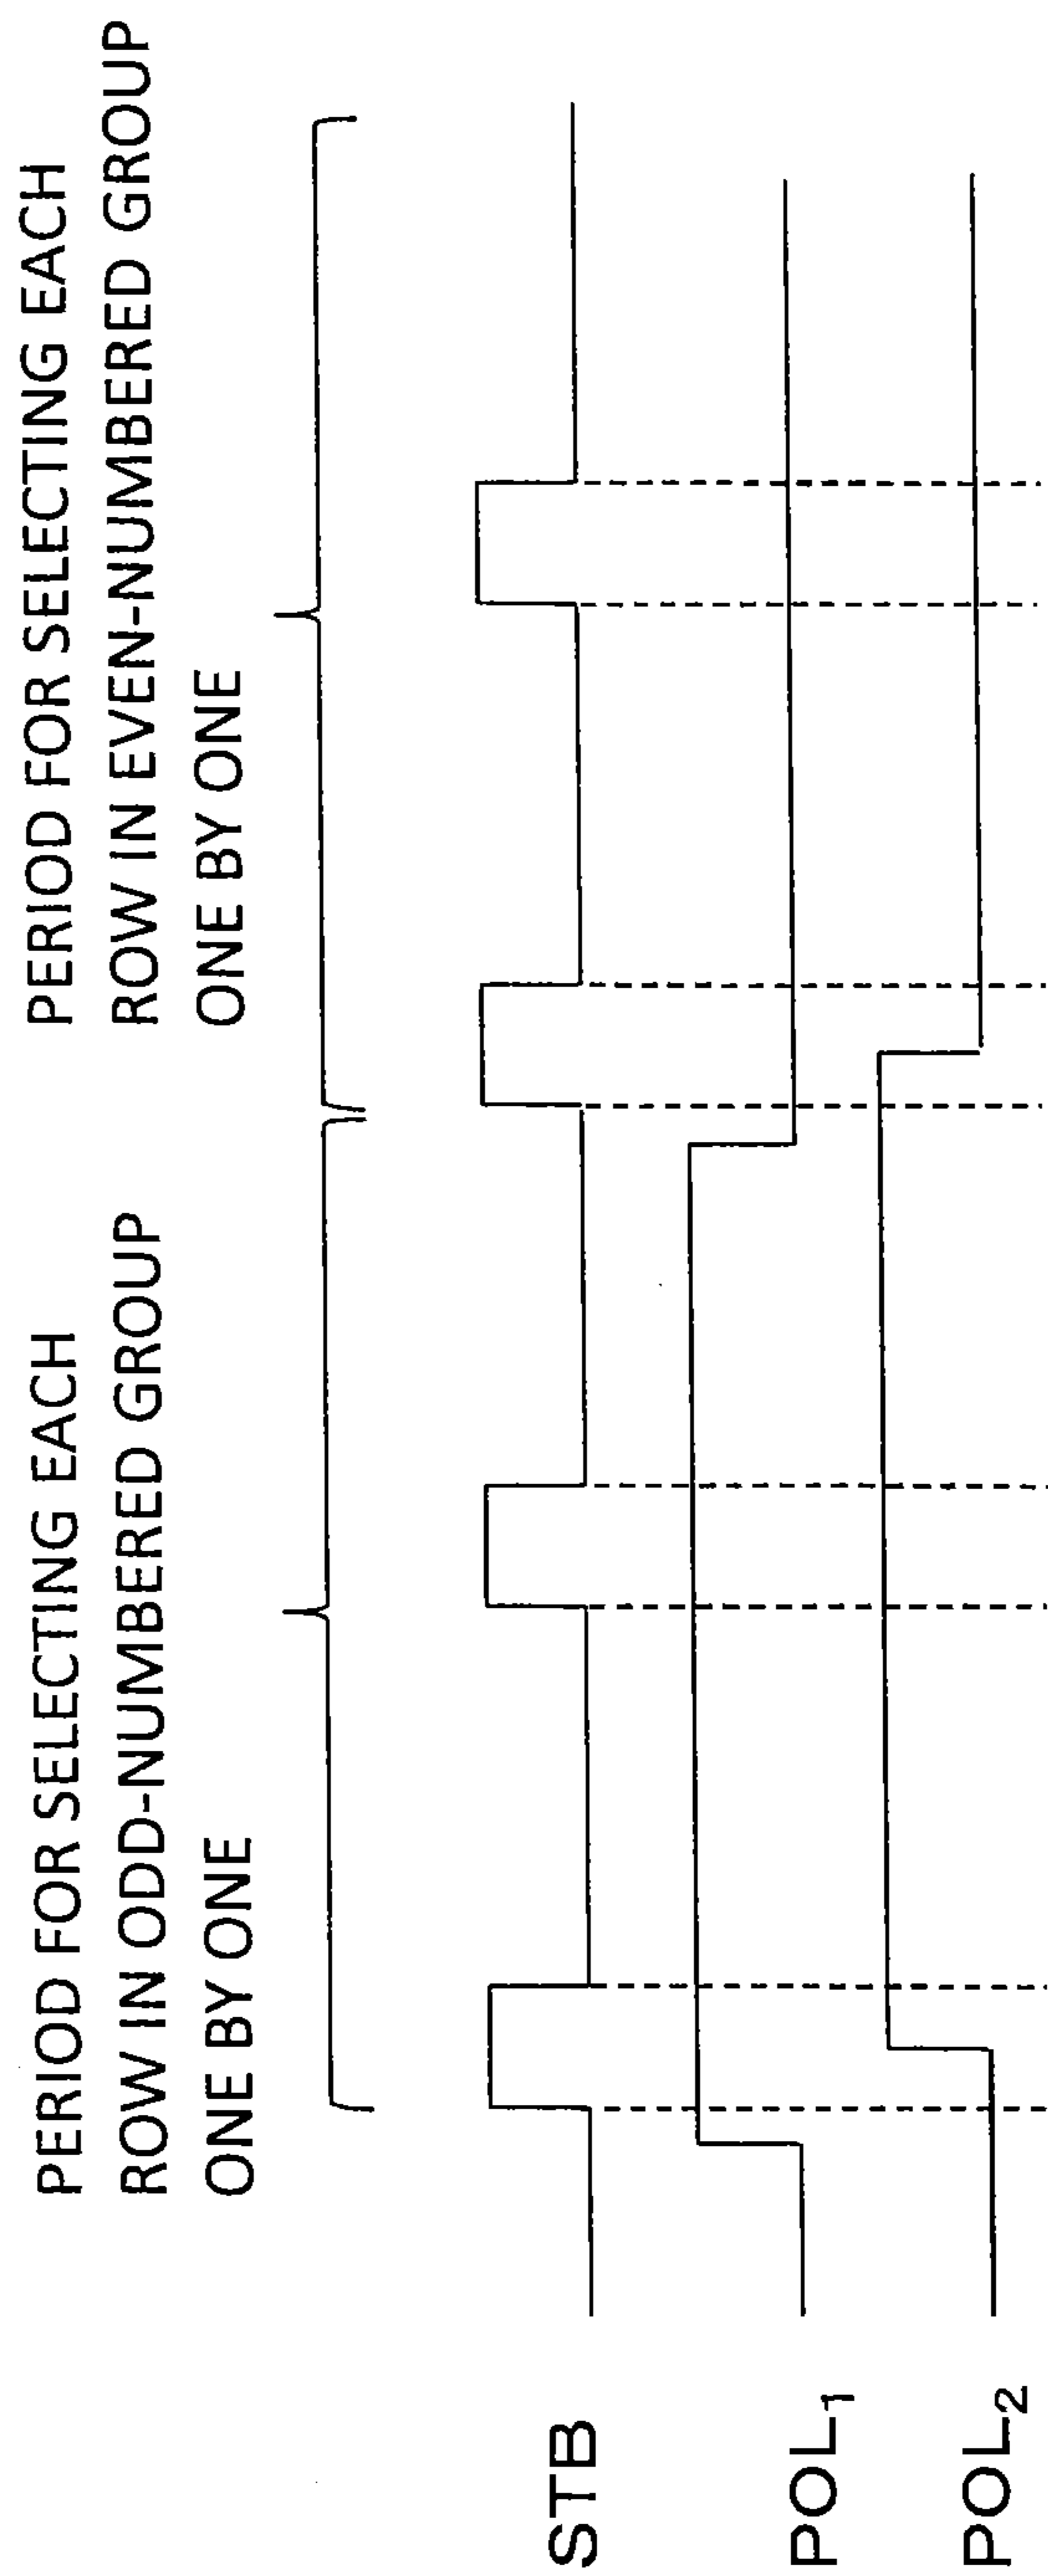 PERIOD FOR SELECTING EACH
ROW IN ODD-NUMBERED GROUP
ONE BY ONE
PERIOD FOR SELECTING EACH
ROW IN EVEN-NUMBERED GROUP
ONE BY ONE
STB
POL1
POL2